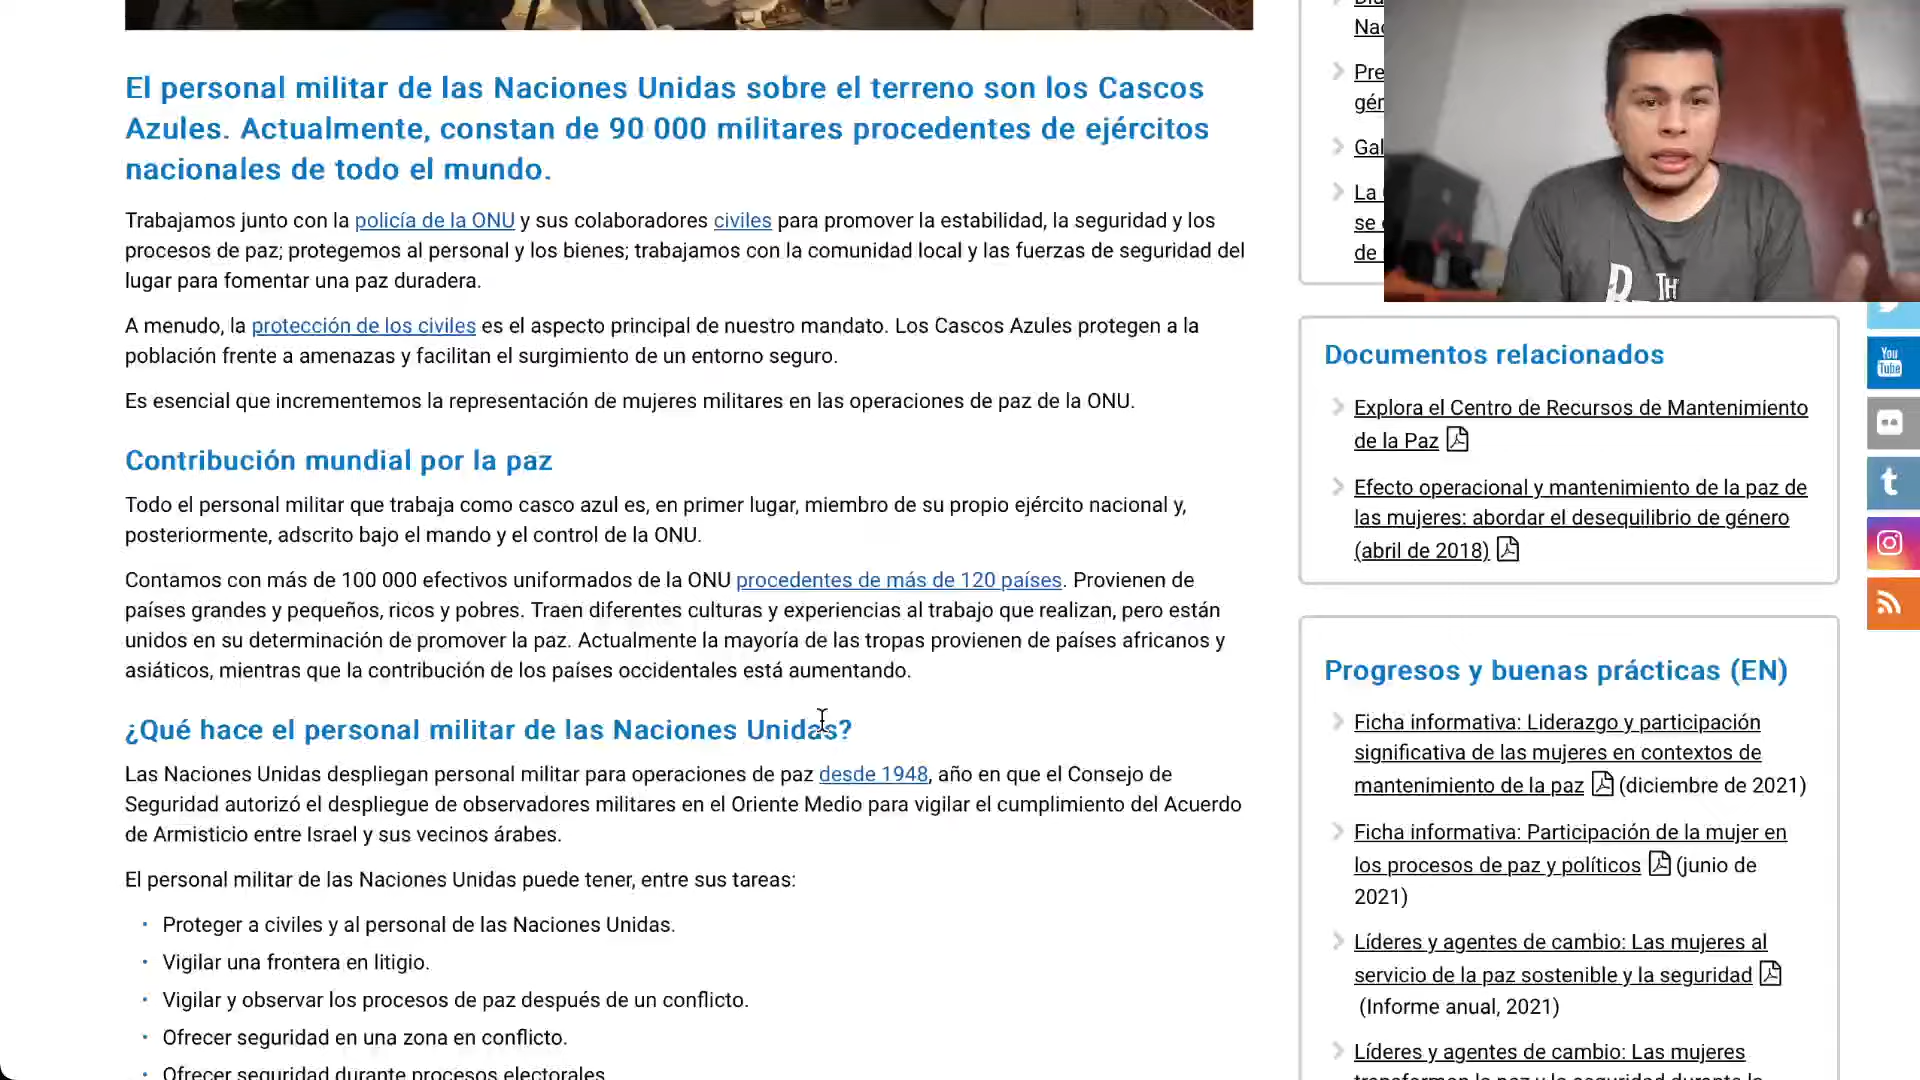 El personal militar de las Naciones Unidas sobre el terreno son los Cascos
Azules. Actualmente, constan de 90 000 militares procedentes de ejércitos
nacionales de todo el mundo.
Trabajamos junto con la policía de la ONU y sus colaboradores civiles para promover la estabilidad, la seguridad y los
procesos de paz; protegemos al personal y los bienes; trabajamos con la comunidad local y las fuerzas de seguridad del
lugar para fomentar una paz duradera.
A menudo, la protección de los civiles es el aspecto principal de nuestro mandato. Los Cascos Azules protegen a la
población frente a amenazas y facilitan el surgimiento de un entorno seguro.
Es esencial que incrementemos la representación de mujeres militares en las operaciones de paz de la ONU.
Contribución mundial por la paz
Todo el personal militar que trabaja como casco azul es, en primer lugar, miembro de su propio ejército nacional y,
posteriormente, adscrito bajo el mando y el control de la ONU.
Contamos con más de 100 000 efectivos uniformados de la ONU procedentes de más de 120 países. Provienen de
países grandes y pequeños, ricos y pobres. Traen diferentes culturas y experiencias al trabajo que realizan, pero están
unidos en su determinación de promover la paz. Actualmente la mayoría de las tropas provienen de países africanos y
asiáticos, mientras que la contribución de los países occidentales está aumentando.
¿Qué hace el personal militar de las Naciones Unidas?
Las Naciones Unidas despliegan personal militar para operaciones de paz desde 1948, año en que el Consejo de
Seguridad autorizó el despliegue de observadores militares en el Oriente Medio para vigilar el cumplimiento del Acuerdo
de Armisticio entre Israel y sus vecinos árabes.
El personal militar de las Naciones Unidas puede tener, entre sus tareas:
Proteger a civiles y al personal de las Naciones Unidas.
Vigilar una frontera en litigio.
Vigilar y observar los procesos de paz después de un conflicto.
Ofrecer seguridad en una zona en conflicto.
Ofrecer seguridad durante procesos electorales
Nac
Pre
gén
Gal
La
se
de
TH
Documentos relacionados
Explora el Centro de Recursos de Mantenimiento
de la Paz
Efecto operacional y mantenimiento de la paz de
las mujeres: abordar el desequilibrio de género
(abril de 2018)
Progresos y buenas prácticas (EN)
Ficha informativa: Liderazgo y participación
significativa de las mujeres en contextos de
mantenimiento de la paz (diciembre de 2021)
Ficha informativa: Participación de la mujer en
los procesos de paz y políticos (junio de
2021)
Líderes y agentes de cambio: Las mujeres al
servicio de la paz sostenible y la seguridad
(Informe anual, 2021)
Líderes y agentes de cambio: Las mujeres
transforman la paz y la seguridad durante la
You
Tube
t